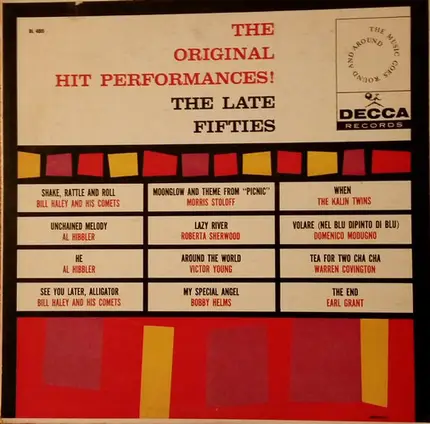 DL 4005
THE
ORIGINAL
HIT PERFORMANCES!
THE LATE
FIFTIES
THE MUSIC GOES 'ROUND AND AROUND
DECCA
RECORDS
SHAKE, RATTLE AND ROLL
BILL HALEY AND HIS COMETS
MOONGLOW AND THEME FROM "PICNIC"
MORRIS STOLOFF
WHEN
THE KALIN TWINS
UNCHAINED MELODY
AL HIBBLER
LAZY RIVER
ROBERTA SHERWOOD
VOLARE (NEL BLU DIPINTO DI BLU)
DOMENICO MODUGNO
HE
AL HIBBLER
AROUND THE WORLD
VICTOR YOUNG
TEA FOR TWO CHA CHA
WARREN COVINGTON
SEE YOU LATER, ALLIGATOR
BILL HALEY AND HIS COMETS
MY SPECIAL ANGEL
BOBBY HELMS
THE END
EARL GRANT